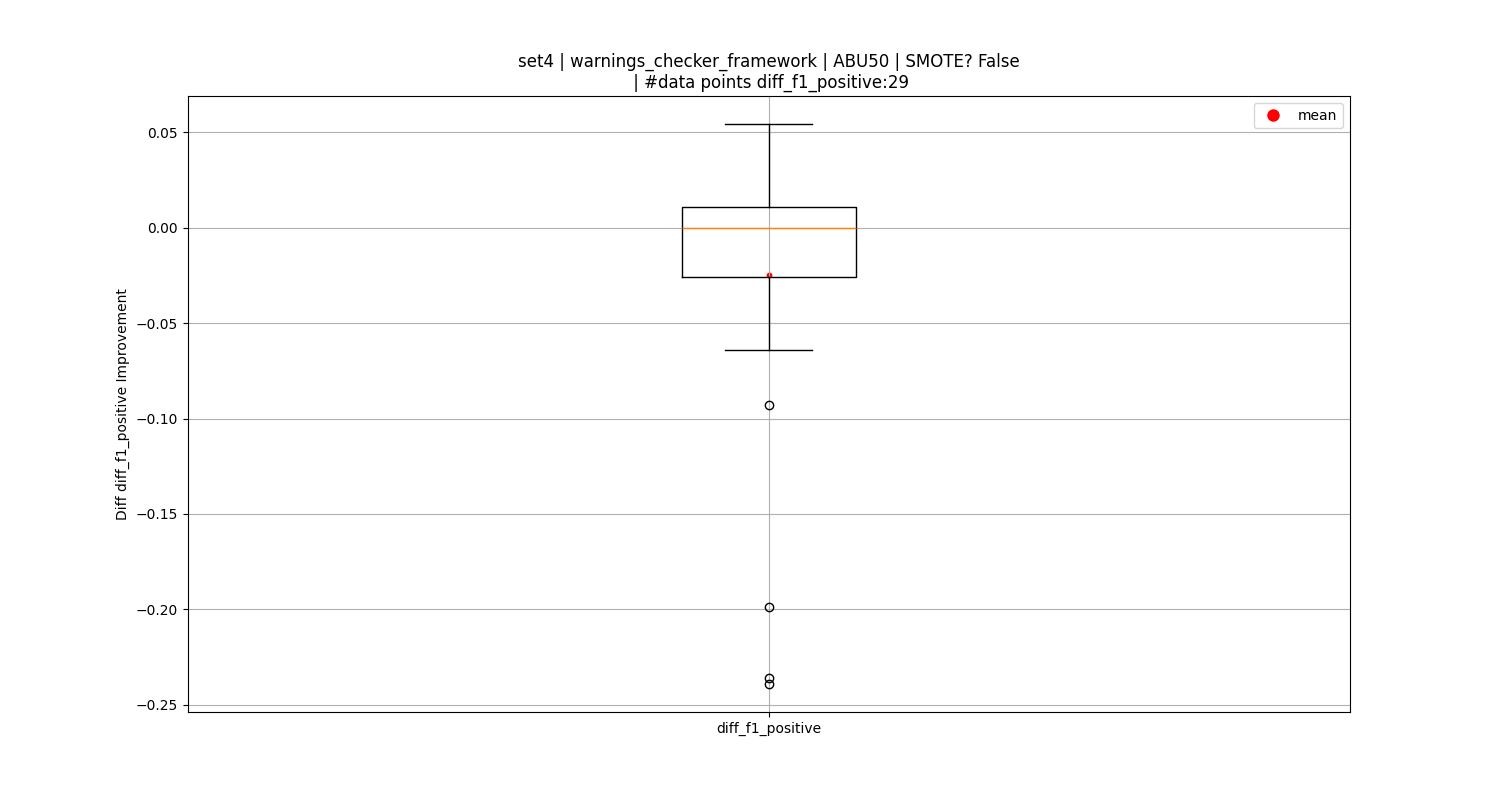 set4 | warnings_checker_framework | ABU50 | SMOTE? False
| #data points diff_f1_positive:29
mean
0.05
0.00
−0.05
−0.10
−0.15
−0.20
−0.25
Diff diff_f1_positive Improvement
diff_f1_positive